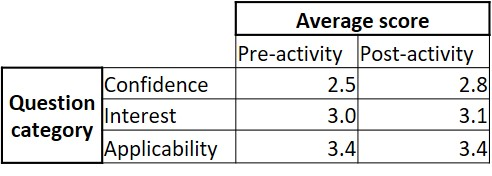 Average score
Pre-activity Post-activity
Question category
Confidence 2.5 2.8
Interest 3.0 3.1
Applicability 3.4 3.4